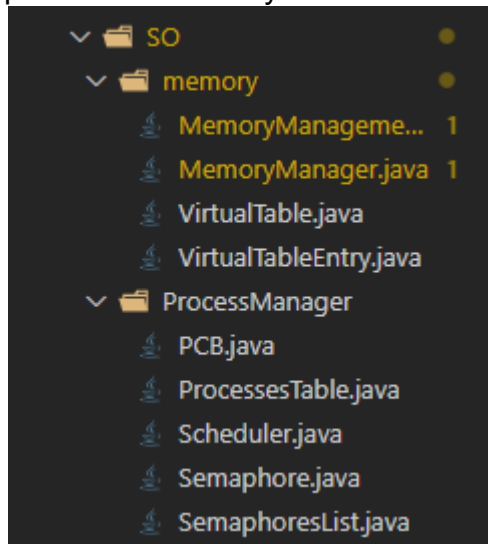 SO
memory
MemoryManageme... 1
MemoryManager.java 1
VirtualTable.java
VirtualTableEntry.java
ProcessManager
PCB.java
ProcessesTable.java
Scheduler.java
Semaphore.java
SemaphoresList.java